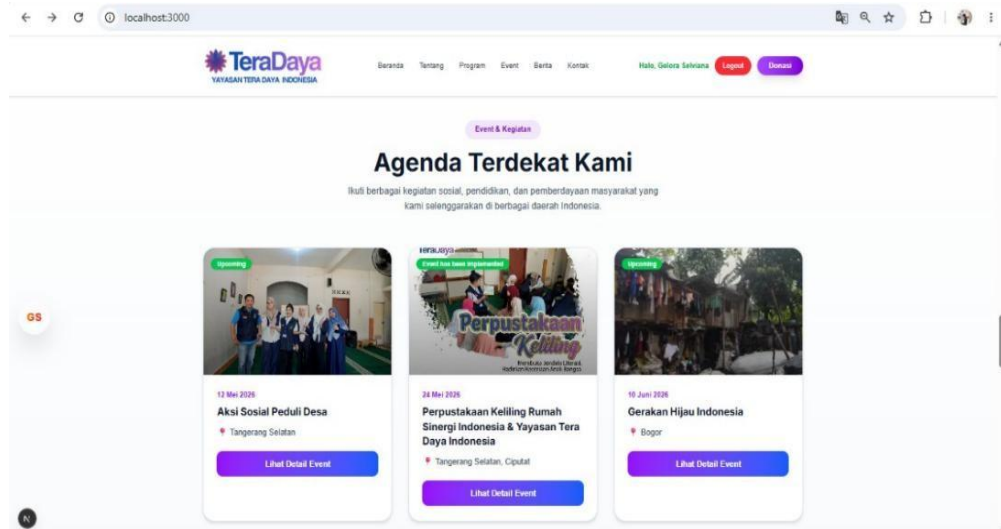 localhost:3000
TeraDaya
YAYASAN TERA DAYA INDONESIA
Beranda Tentang Program Event Berita Kontak
Halo, Gelora Selviana
Logout
Donasi
Event & Kegiatan
Agenda Terdekat Kami
Ikuti berbagai kegiatan sosial, pendidikan, dan pemberdayaan masyarakat yang
kami selenggarakan di berbagai daerah Indonesia.
Upcoming
12 Mei 2026
Aksi Sosial Peduli Desa
Tangerang Selatan
Lihat Detail Event
TeraDaya
Event has been implemented
Perpustakaan
Keliling
24 Mei 2026
Perpustakaan Keliling Rumah
Sinergi Indonesia & Yayasan Tera
Daya Indonesia
Tangerang Selatan, Ciputat
Lihat Detail Event
Upcoming
10 Juni 2026
Gerakan Hijau Indonesia
Bogor
Lihat Detail Event
GS
N